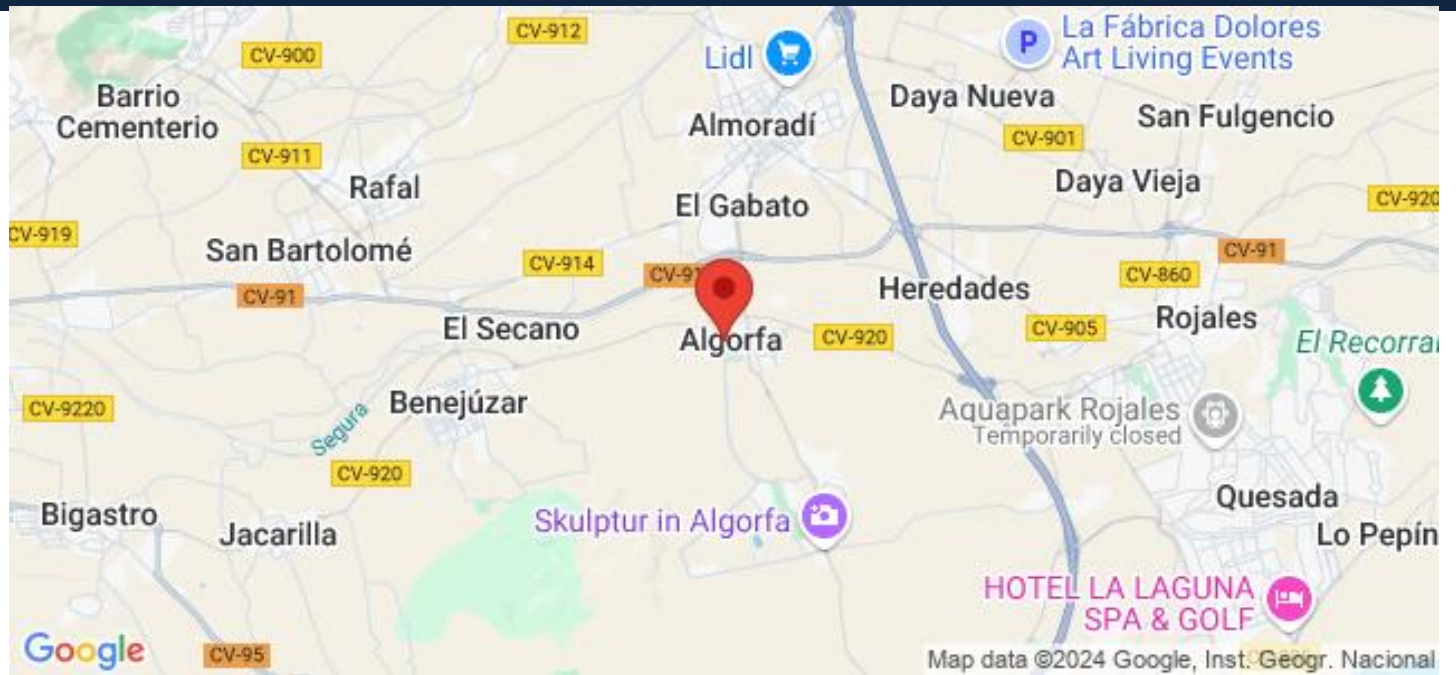 CV-912
La Fábrica Dolores
Art Living Events
P
CV-900
Lidl
Barrio
Cementerio
Daya Nueva
San Fulgencio
Almoradí
CV-901
CV-911
Rafal
Daya Vieja
CV-920
El Gabato
CV-919
San Bartolomé
CV-91
CV-914
CV-91
CV-860
Heredades
CV-91
Rojales
El Secano
Algorfa
CV-920
CV-905
El Recorral
Benejúzar
CV-9220
Aquapark Rojales
Temporarily closed
Segura
CV-920
Quesada
Bigastro
Skulptur in Algorfa
Jacarilla
Lo Pepín
HOTEL LA LAGUNA
SPA & GOLF
Google
CV-95
Map data ©2024 Google, Inst. Geogr. Nacional